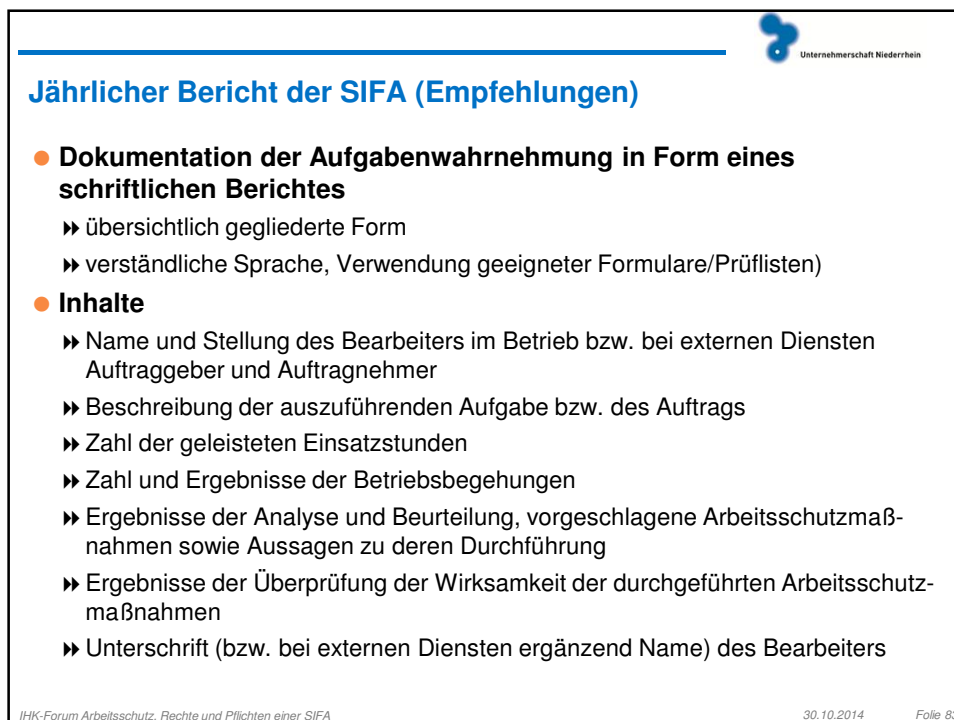 Unternehmerschaft Niederrhein
Jährlicher Bericht der SIFA (Empfehlungen)
Dokumentation der Aufgabenwahrnehmung in Form eines
schriftlichen Berichtes
übersichtlich gegliederte Form
verständliche Sprache, Verwendung geeigneter Formulare/Prüflisten)
Inhalte
Name und Stellung des Bearbeiters im Betrieb bzw. bei externen Diensten
Auftraggeber und Auftragnehmer
Beschreibung der auszuführenden Aufgabe bzw. des Auftrags
Zahl der geleisteten Einsatzstunden
Zahl und Ergebnisse der Betriebsbegehungen
Ergebnisse der Analyse und Beurteilung, vorgeschlagene Arbeitsschutzmaß-
nahmen sowie Aussagen zu deren Durchführung
Ergebnisse der Überprüfung der Wirksamkeit der durchgeführten Arbeitsschutz-
maßnahmen
Unterschrift (bzw. bei externen Diensten ergänzend Name) des Bearbeiters
IHK-Forum Arbeitsschutz, Rechte und Pflichten einer SIFA 30.10.2014 Folie